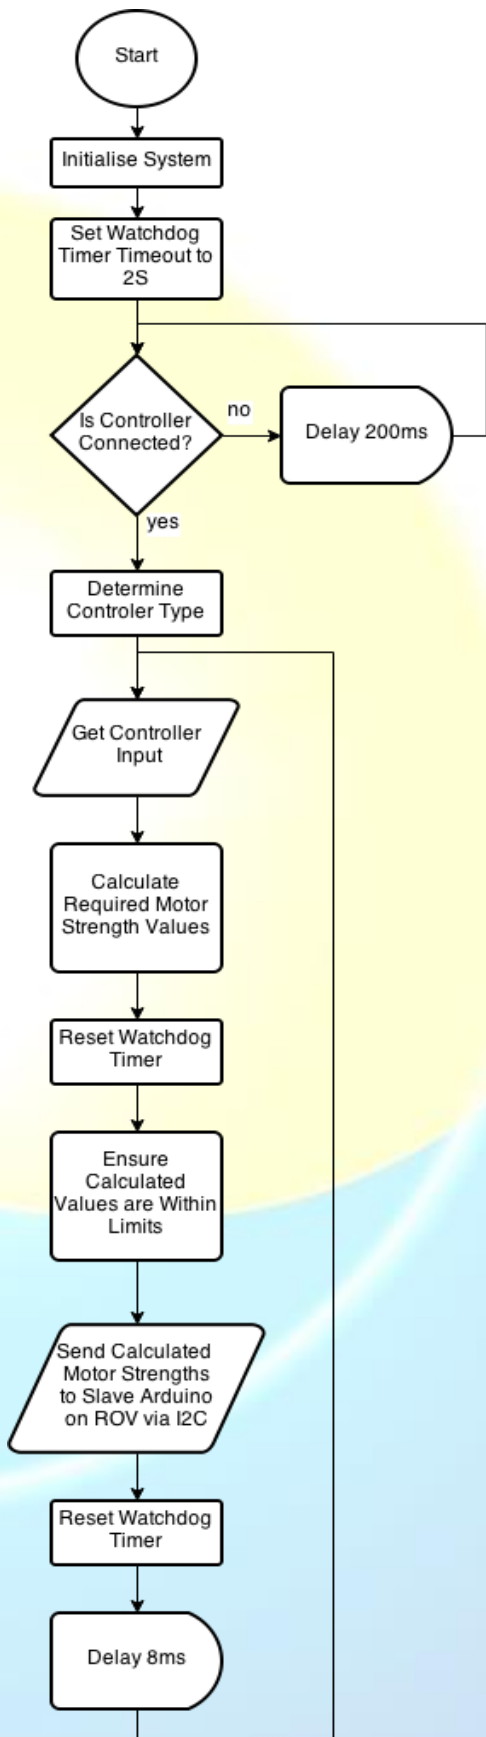 Start
Initialise System
Set Watchdog
Timer Timeout to
2S
Is Controller
Connected?
no
Delay 200ms
yes
Determine
Controler Type
Get Controller
Input
Calculate
Required Motor
Strength Values
Reset Watchdog
Timer
Ensure
Calculated
Values are Within
Limits
Send Calculated
Motor Strengths
to Slave Arduino
on ROV via I2C
Reset Watchdog
Timer
Delay 8ms